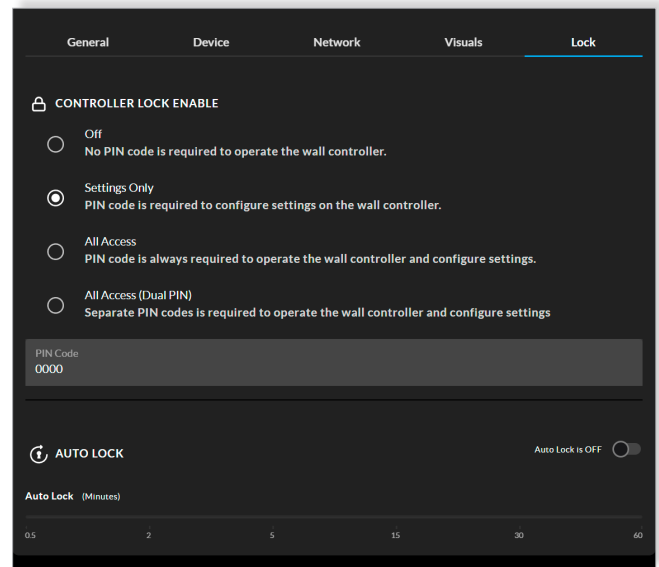 General Device Network Visuals Lock
CONTROLLER LOCK ENABLE
Off
No PIN code is required to operate the wall controller.
Settings Only
PIN code is required to configure settings on the wall controller.
All Access
PIN code is always required to operate the wall controller and configure settings.
All Access (Dual PIN)
Separate PIN codes is required to operate the wall controller and configure settings
PIN Code
0000
AUTO LOCK Auto Lock is OFF
Auto Lock (Minutes)
0.5 2 5 15 30 60